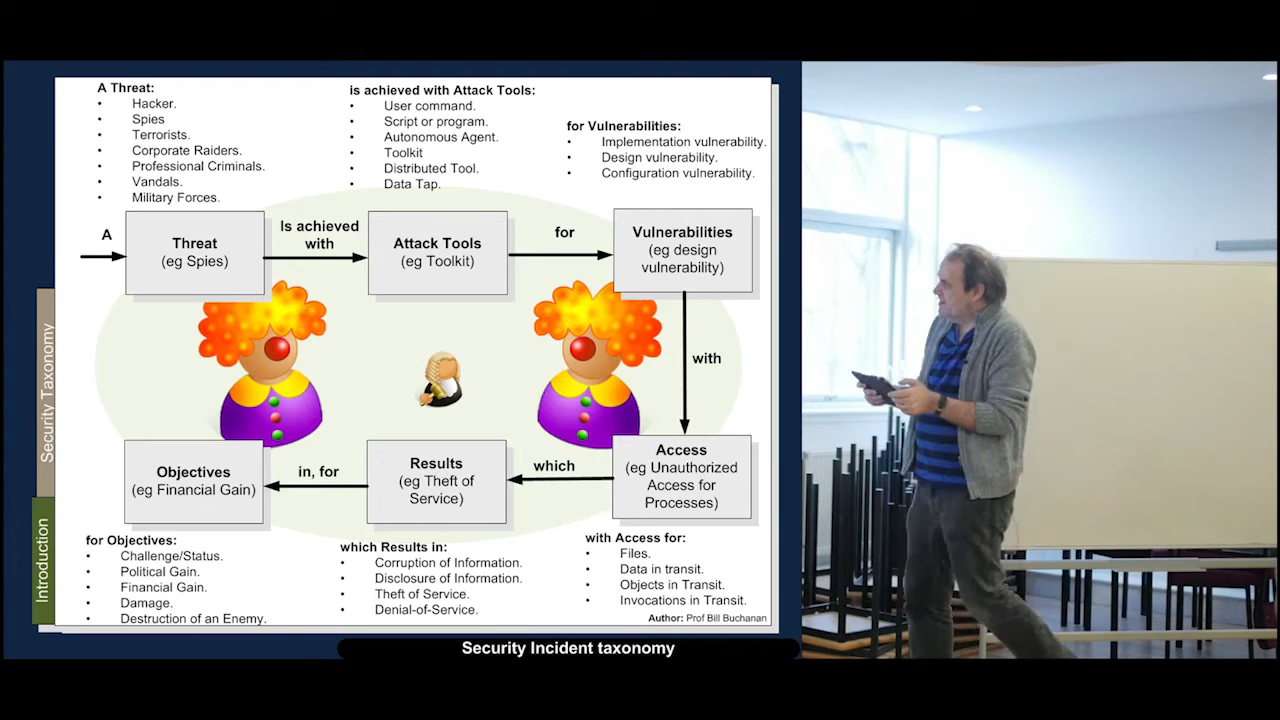 A Threat:
• Hacker.
• Spies
• Terrorists.
• Corporate Raiders.
• Professional Criminals.
• Vandals.
• Military Forces.
is achieved with Attack Tools:
• User command.
• Script or program.
• Autonomous Agent.
• Toolkit
• Distributed Tool.
• Data Tap.
for Vulnerabilities:
• Implementation vulnerability.
• Design vulnerability.
• Configuration vulnerability.
A
Threat
(eg Spies)
Is achieved
with
Attack Tools
(eg Toolkit)
for
Vulnerabilities
(eg design
vulnerability)
with
Access
(eg Unauthorized
Access for
Processes)
which
Results
(eg Theft of
Service)
in, for
Objectives
(eg Financial Gain)
for Objectives:
• Challenge/Status.
• Political Gain.
• Financial Gain.
• Damage.
• Destruction of an Enemy.
which Results in:
• Corruption of Information.
• Disclosure of Information.
• Theft of Service.
• Denial-of-Service.
with Access for:
• Files.
• Data in transit.
• Objects in Transit.
• Invocations in Transit.
Author: Prof Bill Buchanan
Security Taxonomy
Introduction
Security Incident taxonomy